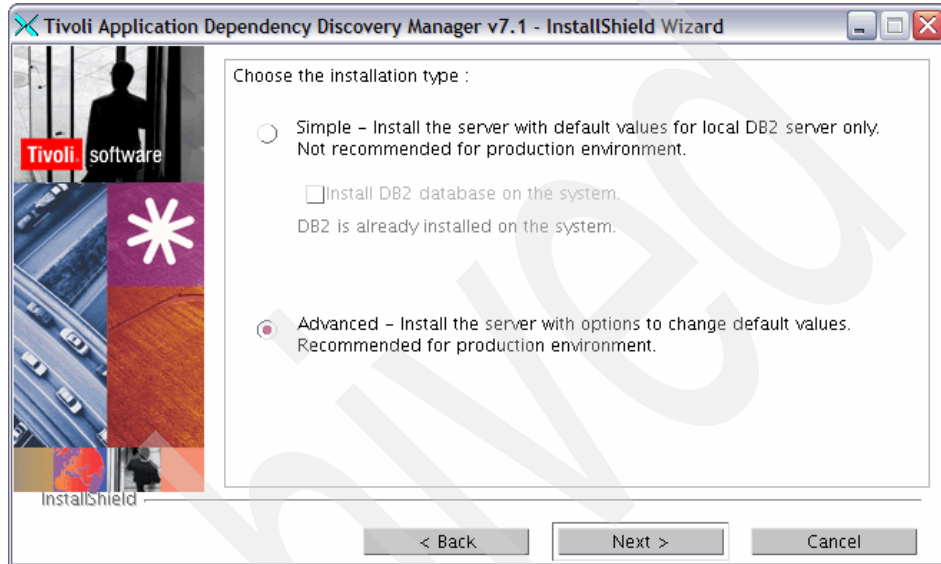 Tivoli Application Dependency Discovery Manager v7.1 - InstallShield Wizard
Choose the installation type :
Simple – Install the server with default values for local DB2 server only.
Not recommended for production environment.
Tivoli. software
Install DB2 database on the system.
DB2 is already installed on the system.
Advanced – Install the server with options to change default values.
Recommended for production environment.
InstallShield
< Back
Next >
Cancel
hived